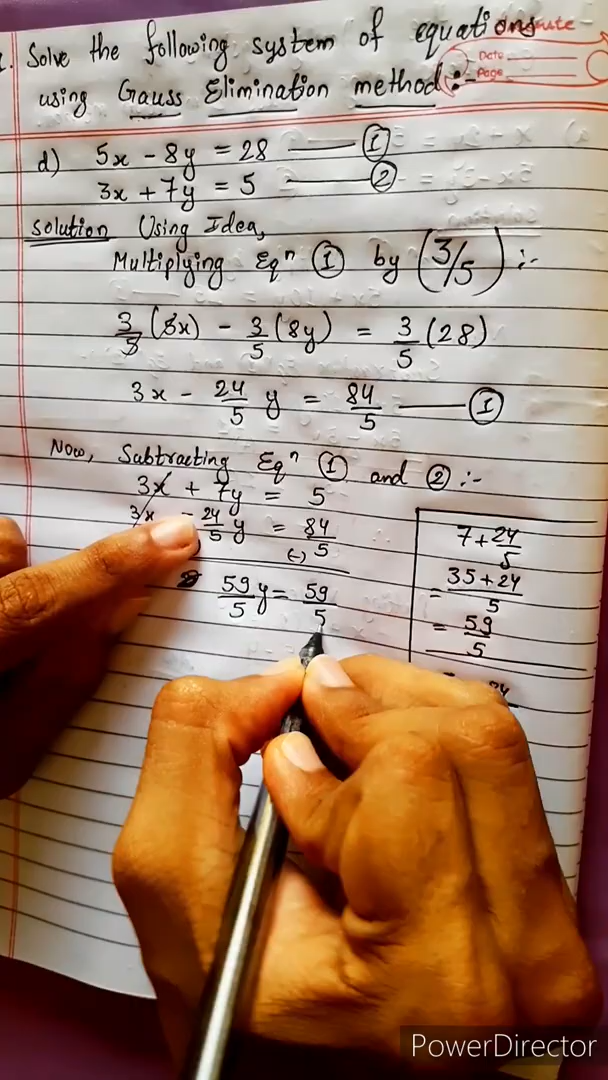 Solve the following system of equations
using Gauss Elimination method :-
Date
Page
d) 5x - 8y = 28 —— ①
3x + 7y = 5 —— ②
Solution Using Idea,
Multiplying Eqⁿ ① by (3/5) :-
3/5 (5x) - 3/5 (8y) = 3/5 (28)
3x - 24/5 y = 84/5 —— ①
Now, Subtracting Eqⁿ ① and ② :-
3x + 7y = 5
3x - 24/5 y = 84/5
(-)
59/5 y = 59/5
7 + 24/5
= 35 + 24/5
= 59/5
PowerDirector